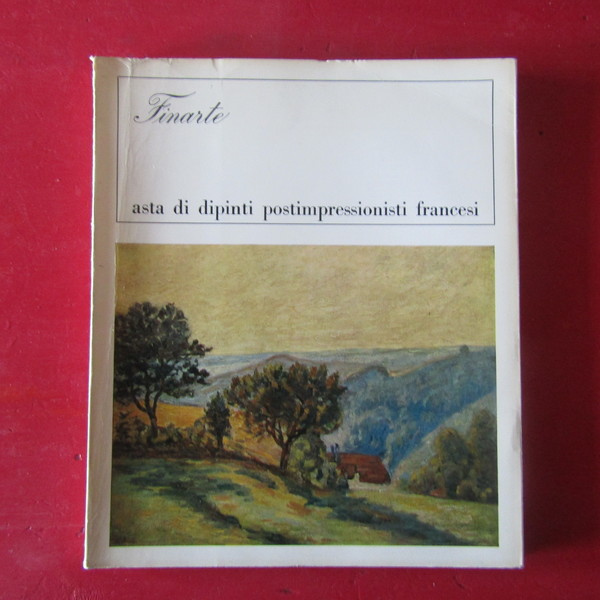 Finarte
asta di dipinti postimpressionisti francesi